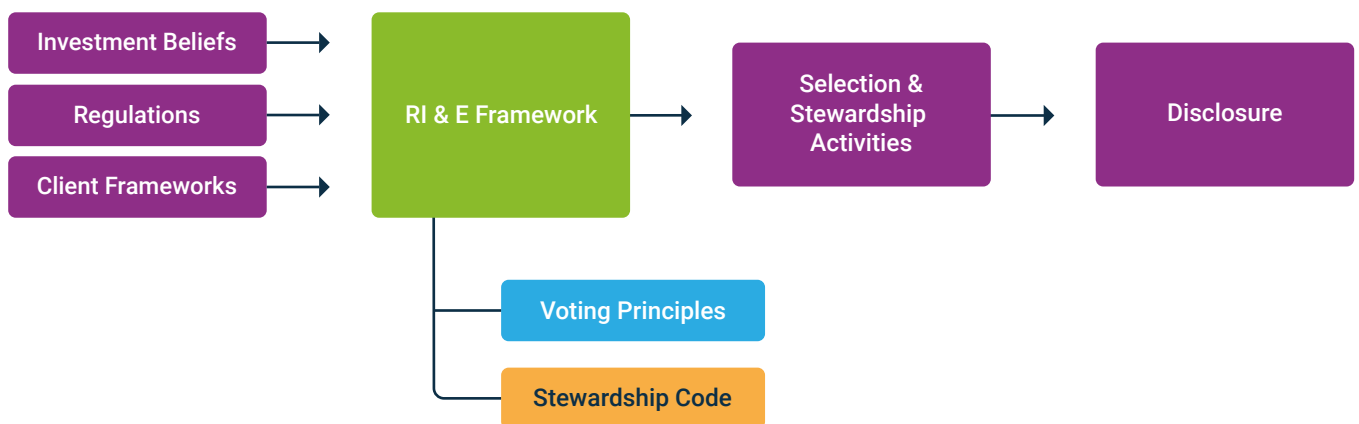 Investment Beliefs
Regulations
Client Frameworks
RI & E Framework
Selection &
Stewardship
Activities
Disclosure
Voting Principles
Stewardship Code